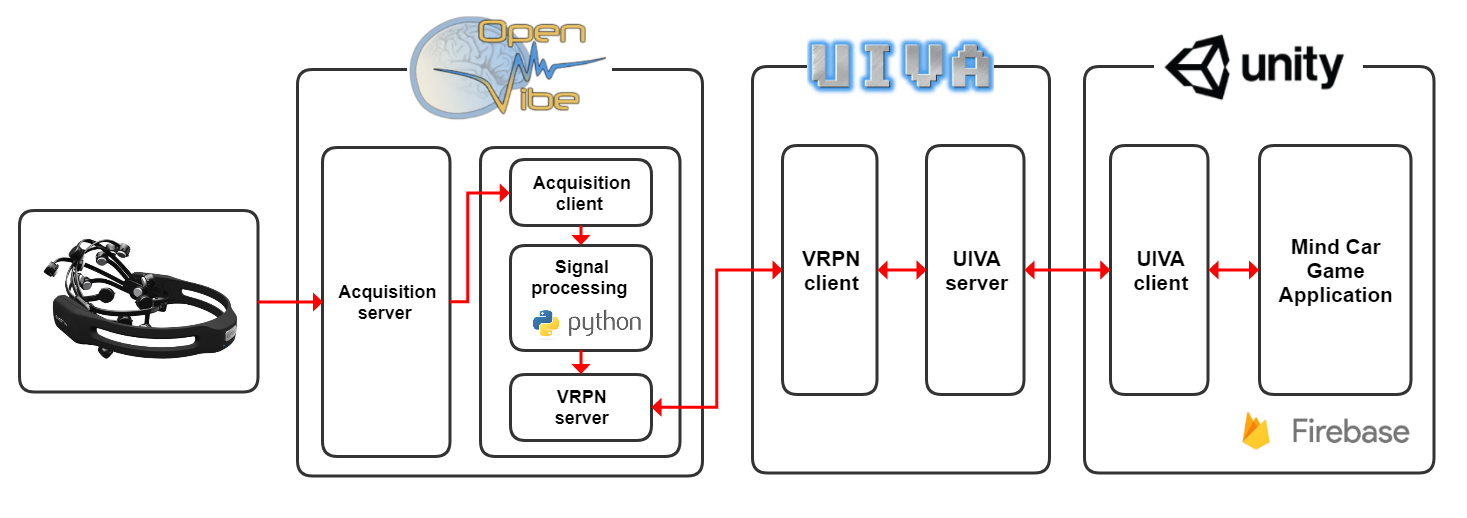 Open
Vibe
UIVA
unity
Acquisition
server
Acquisition
client
Signal
processing
python
VRPN
server
VRPN
client
UIVA
server
UIVA
client
Mind Car
Game
Application
Firebase